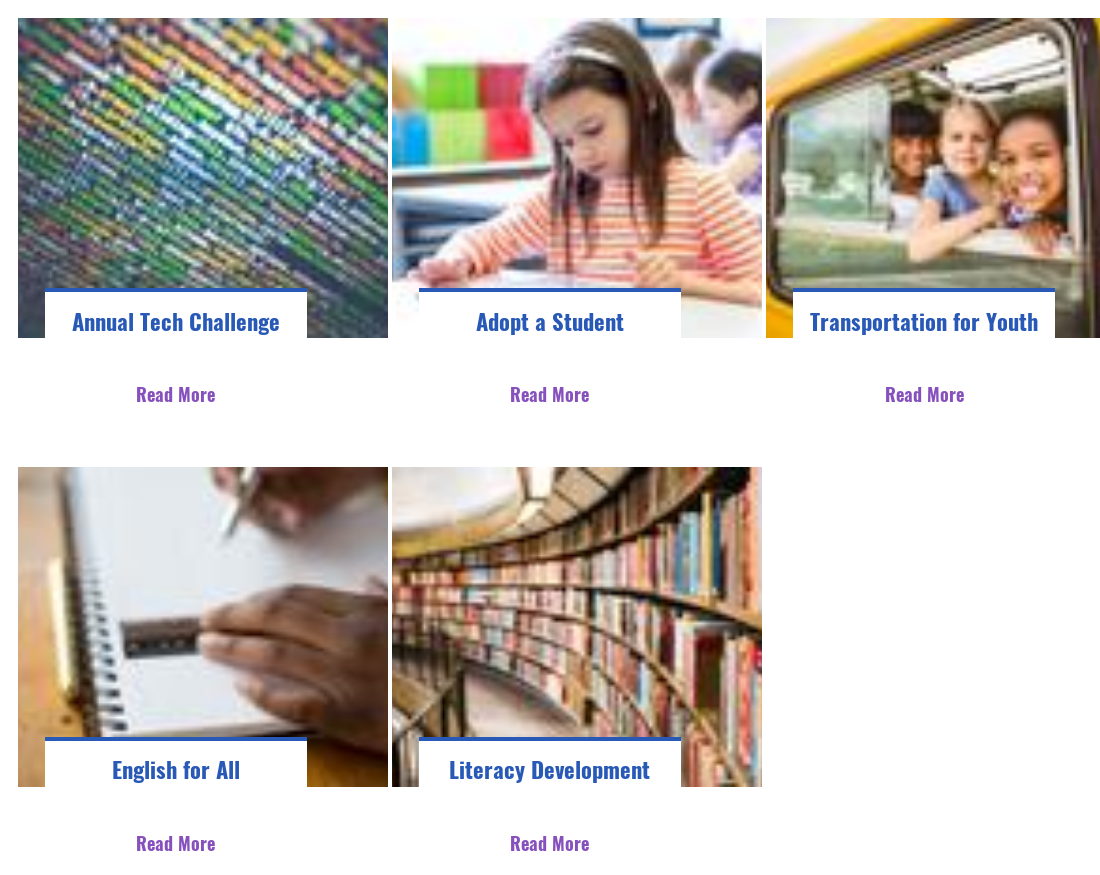 Annual Tech Challenge
Adopt a Student
Transportation for Youth
Read More
Read More
Read More
English for All
Literacy Development
Read More
Read More